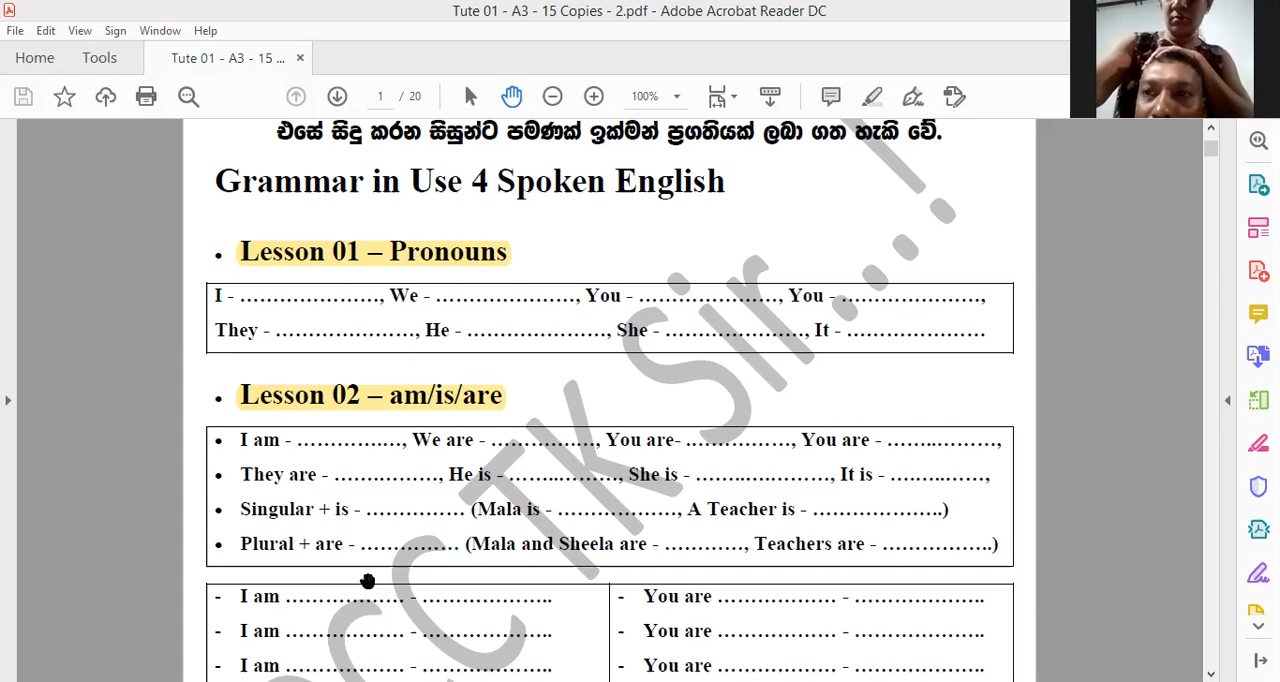 Tute 01 - A3 - 15 Copies - 2.pdf - Adobe Acrobat Reader DC
File Edit View Sign Window Help
Home Tools Tute 01 - A3 - 15 ... ×
1 / 20 100%
එසේ සිදු කරන සිසුන්ට පමණක් ඉක්මන් ප්‍රගතියක් ලබා ගත හැකි වේ.
Grammar in Use 4 Spoken English
• Lesson 01 – Pronouns
I - …………………, We - …………………, You - …………………, You - …………………,
They - …………………, He - …………………, She - …………………, It - …………………
• Lesson 02 – am/is/are
• I am - …………..…, We are - ……………, You are- ……………, You are - ……..………,
• They are - ……..………, He is - ……..………, She is - ……..…..………, It is - ……..…..…,
• Singular + is - …………… (Mala is - ………………, A Teacher is - ………………..)
• Plural + are - …………… (Mala and Sheela are - …………, Teachers are - …………….)
- I am ……………… - ………………..
- You are ……………… - ………………..
- I am ……………… - ………………..
- You are ……………… - ………………..
- I am ……………… - ………………..
- You are ……………… - ………………..
CC TK Sir...!